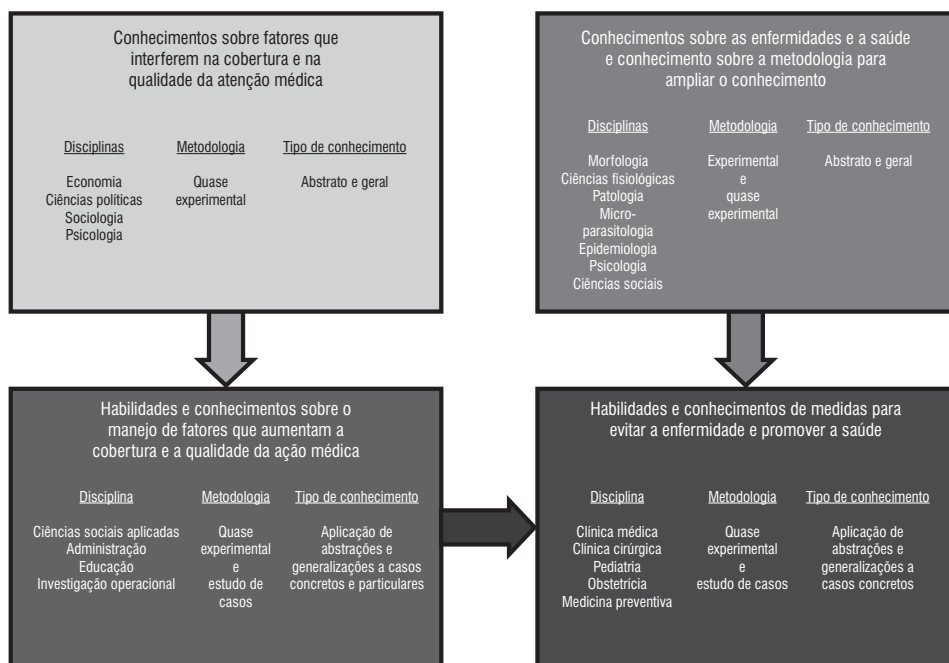 Conhecimentos sobre fatores que
interferem na cobertura e na
qualidade da atenção médica
Disciplinas Metodologia Tipo de conhecimento
Economia Quase Abstrato e geral
Ciências políticas experimental
Sociologia
Psicologia
Conhecimentos sobre as enfermidades e a saúde
e conhecimento sobre a metodologia para
ampliar o conhecimento
Disciplinas Metodologia Tipo de conhecimento
Morfologia Experimental Abstrato e geral
Ciências fisiológicas e
Patologia quase
Micro- experimental
parasitologia
Epidemiologia
Psicologia
Ciências sociais
Habilidades e conhecimentos sobre o
manejo de fatores que aumentam a
cobertura e a qualidade da ação médica
Disciplina Metodologia Tipo de conhecimento
Ciências sociais aplicadas Quase Aplicação de
Administração experimental abstrações e
Educação e generalizações a casos
Investigação operacional estudo de concretos e particulares
casos
Habilidades e conhecimentos de medidas para
evitar a enfermidade e promover a saúde
Disciplina Metodologia Tipo de conhecimento
Clínica médica Quase Aplicação de
Clínica cirúrgica experimental abstrações e
Pediatria e generalizações a
Obstetrícia estudo de casos casos concretos
Medicina preventiva